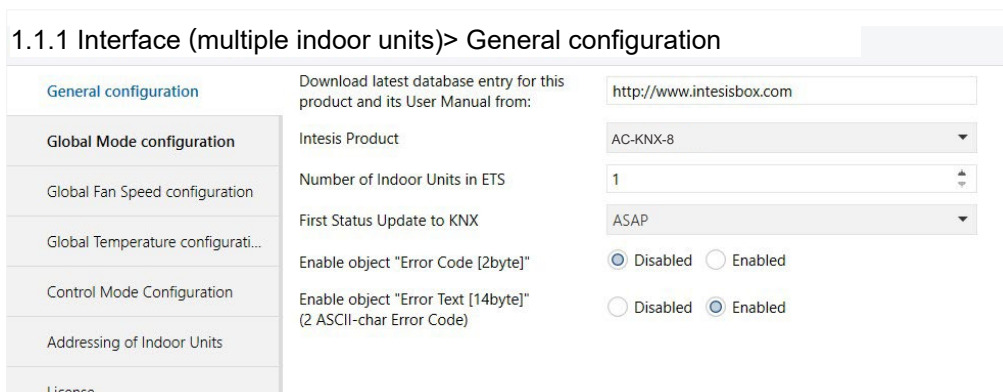 1.1.1 Interface (multiple indoor units)> General configuration
General configuration
Global Mode configuration
Global Fan Speed configuration
Global Temperature configurati...
Control Mode Configuration
Addressing of Indoor Units
License
Download latest database entry for this
product and its User Manual from:
http://www.intesisbox.com
Intesis Product
AC-KNX-8
Number of Indoor Units in ETS
1
First Status Update to KNX
ASAP
Enable object "Error Code [2byte]"
Disabled Enabled
Enable object "Error Text [14byte]"
(2 ASCII-char Error Code)
Disabled Enabled